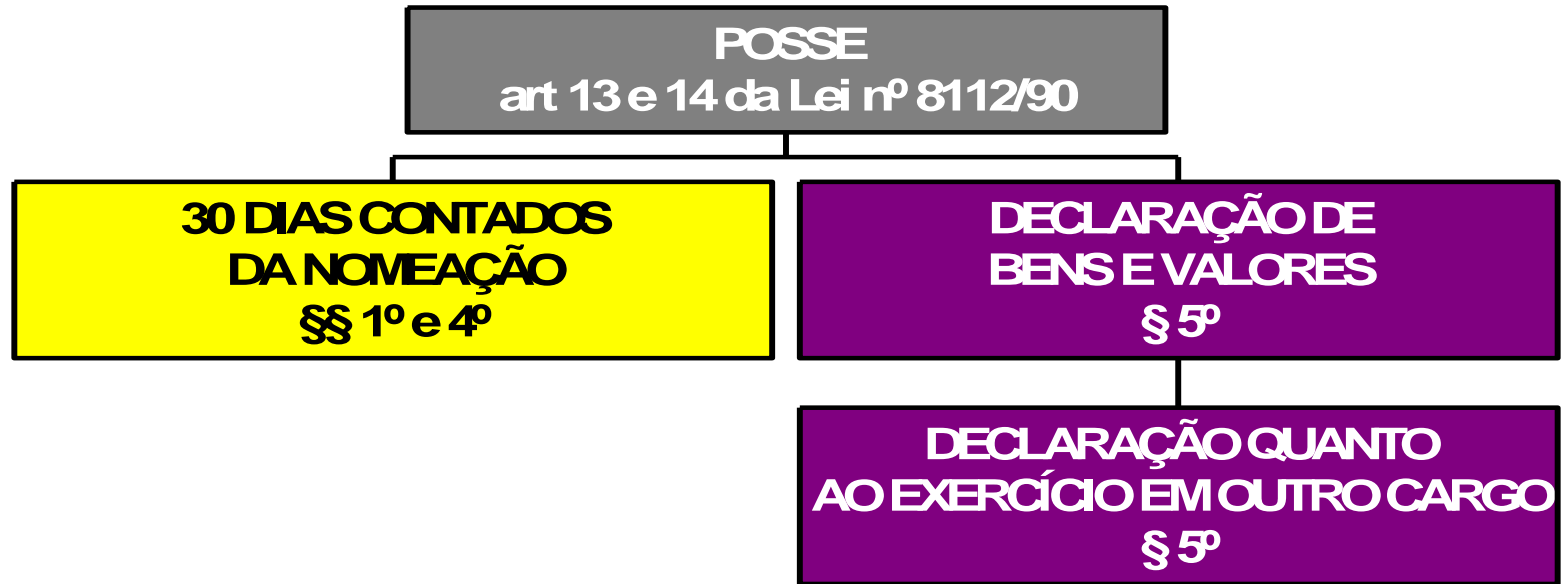 POSSE
art 13 e 14 da Lei nº 8112/90
30 DIAS CONTADOS
DA NOMEAÇÃO
§§ 1º e 4º
DECLARAÇÃO DE
BENS E VALORES
§ 5º
DECLARAÇÃO QUANTO
AO EXERCÍCIO EM OUTRO CARGO
§ 5º